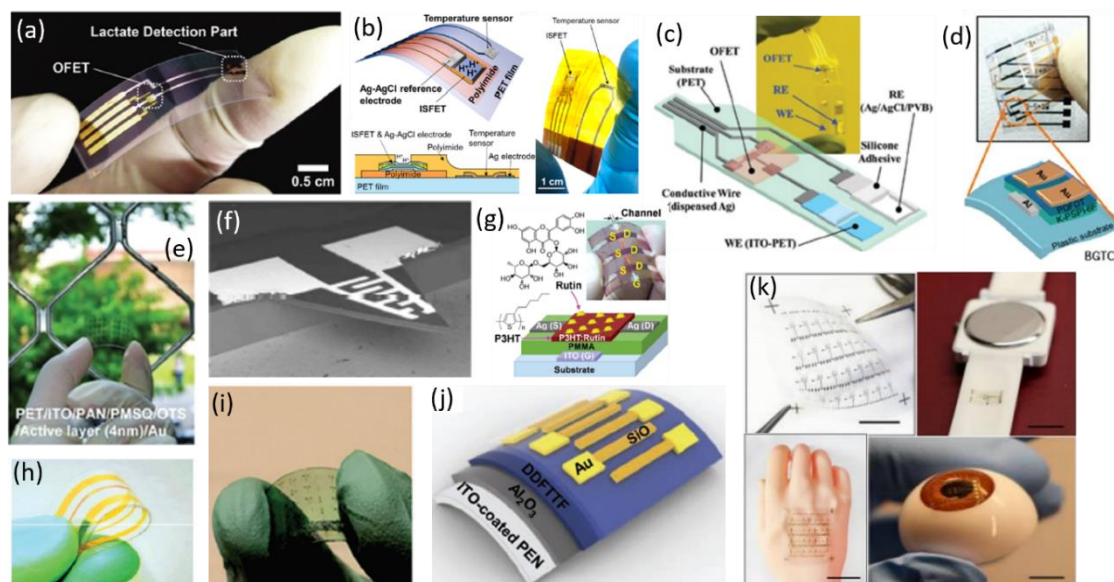 (a)
Lactate Detection Part
OFET
0.5 cm
(b)
Temperature sensor
Ag-AgCl reference
electrode
ISFET
H⁺
Polyimide
PET film
ISFET & Ag-AgCl electrode
Polyimide
Temperature
sensor
Ag electrode
H⁺
Polyimide
PET film
Temperature sensor
ISFET
1 cm
(c)
OFET
Substrate
(PET)
OFET
RE
WE
RE
(Ag/AgCl/PVB)
Silicone
Adhesive
Conductive Wire
(dispensed Ag)
WE (ITO-PET)
(d)
Au
Au
Al
Plastic substrate
BGTC
(e)
PET/ITO/PAN/PMSQ/OTS
/Active layer (4nm)/Au
(f)
(g)
Channel
S D
S D
S D
G
Rutin
P3HT
Ag (S)
Ag (D)
P3HT:Rutin
PMMA
ITO (G)
Substrate
(h)
(i)
(j)
SiO
Au
DDFTTF
Al₂O₃
ITO-coated PEN
(k)